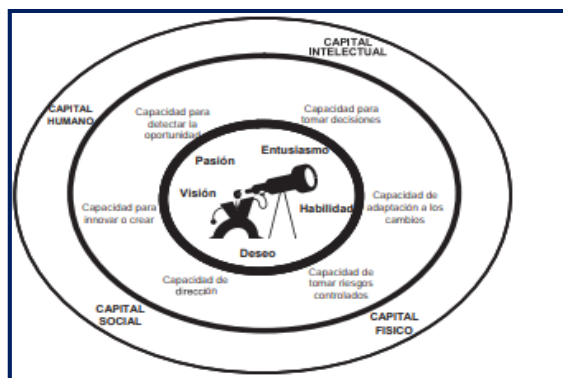 CAPITAL
INTELECTUAL
CAPITAL
HUMANO
Capacidad para
detectar la
oportunidad
Capacidad para
tomar decisiones
Pasión
Entusiasmo
Visión
Habilidad
Deseo
Capacidad para
innovar o crear
Capacidad de
adaptación a los
cambios
Capacidad de
dirección
Capacidad de
tomar riesgos
controlados
CAPITAL
SOCIAL
CAPITAL
FISICO